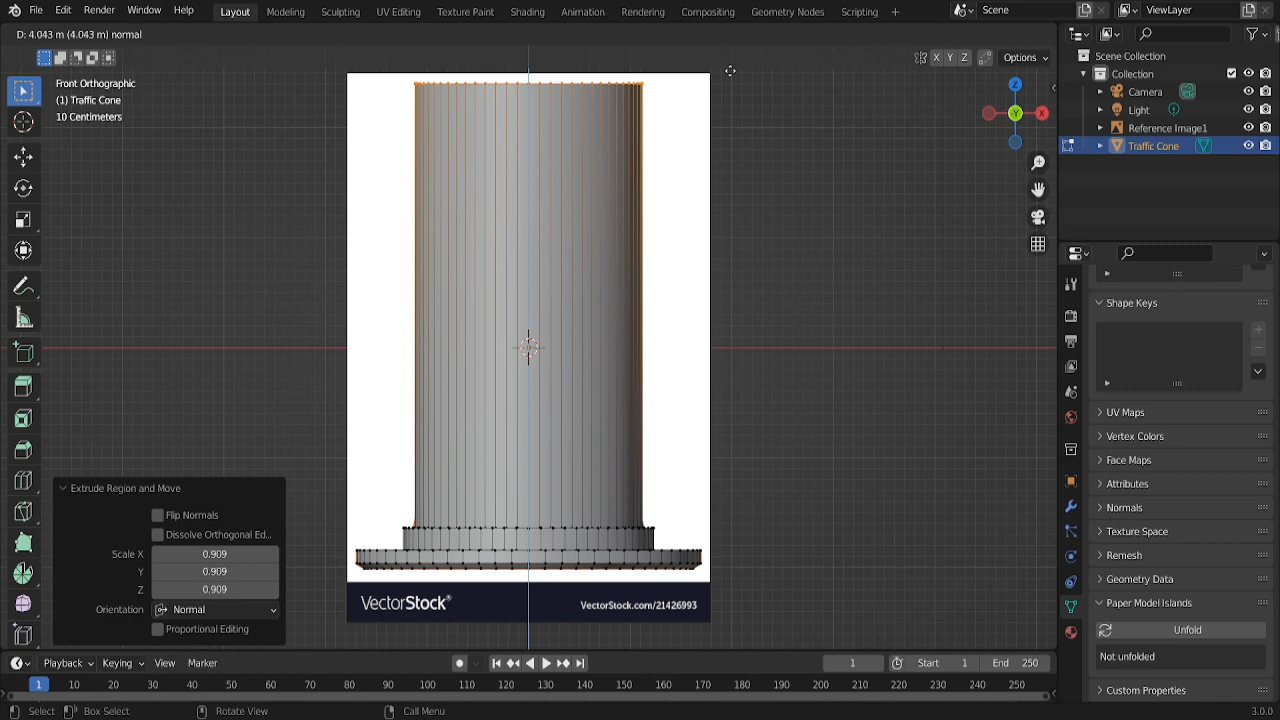 File Edit Render Window Help Layout Modeling Sculpting UV Editing Texture Paint Shading Animation Rendering Compositing Geometry Nodes Scripting + Scene ViewLayer
D: 4.043 m (4.043 m) normal
X Y Z Options
Front Orthographic
(1) Traffic Cone
10 Centimeters
Z
X
Y
Scene Collection
Collection
Camera
Light
Reference Image1
Traffic Cone
Shape Keys
UV Maps
Vertex Colors
Face Maps
Attributes
Normals
Texture Space
Remesh
Geometry Data
Paper Model Islands
Unfold
Not unfolded
Custom Properties
Extrude Region and Move
Flip Normals
Dissolve Orthogonal Ed...
Scale X 0.909
Y 0.909
Z 0.909
Orientation Normal
Proportional Editing
VectorStock® VectorStock.com/21426993
Playback Keying View Marker 1 Start 1 End 250
1 10 20 30 40 50 60 70 80 90 100 110 120 130 140 150 160 170 180 190 200 210 220 230 240 250
Select Box Select Rotate View Call Menu 3.0.0